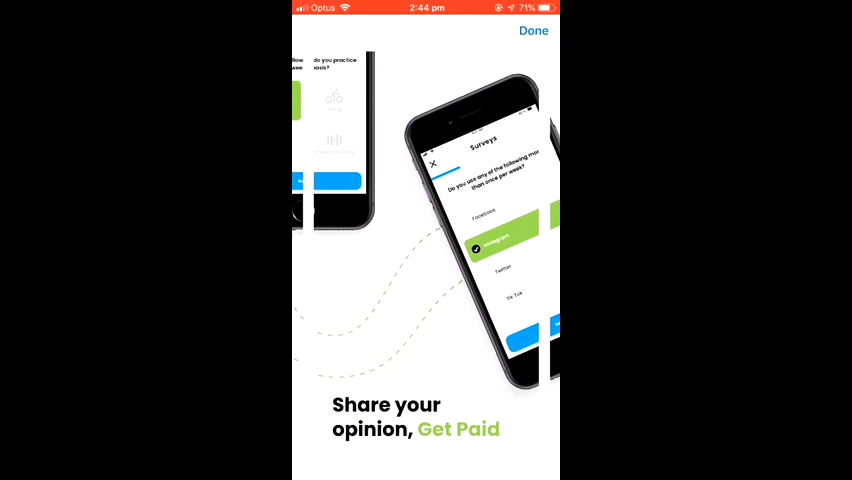 Optus
2:44 pm
71%
Done
do you practice
basis?
Surveys
Do you use any of the following mor
than once per week?
Facebook
Instagram
Twitter
Tik Tok
Share your
opinion, Get Paid